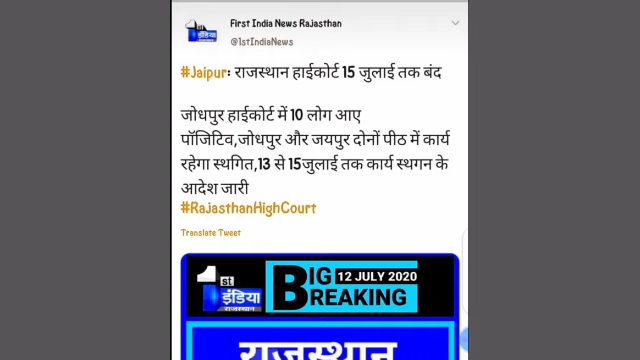 First India News Rajasthan
@1stIndiaNews
#Jaipur: राजस्थान हाईकोर्ट 15 जुलाई तक बंद
जोधपुर हाईकोर्ट में 10 लोग आए
पॉजिटिव,जोधपुर और जयपुर दोनों पीठ में कार्य
रहेगा स्थगित,13 से 15जुलाई तक कार्य स्थगन के
आदेश जारी
#RajasthanHighCourt
Translate Tweet
1st
इंडिया
राजस्थान
BIG BREAKING
12 JULY 2020
राजस्थान